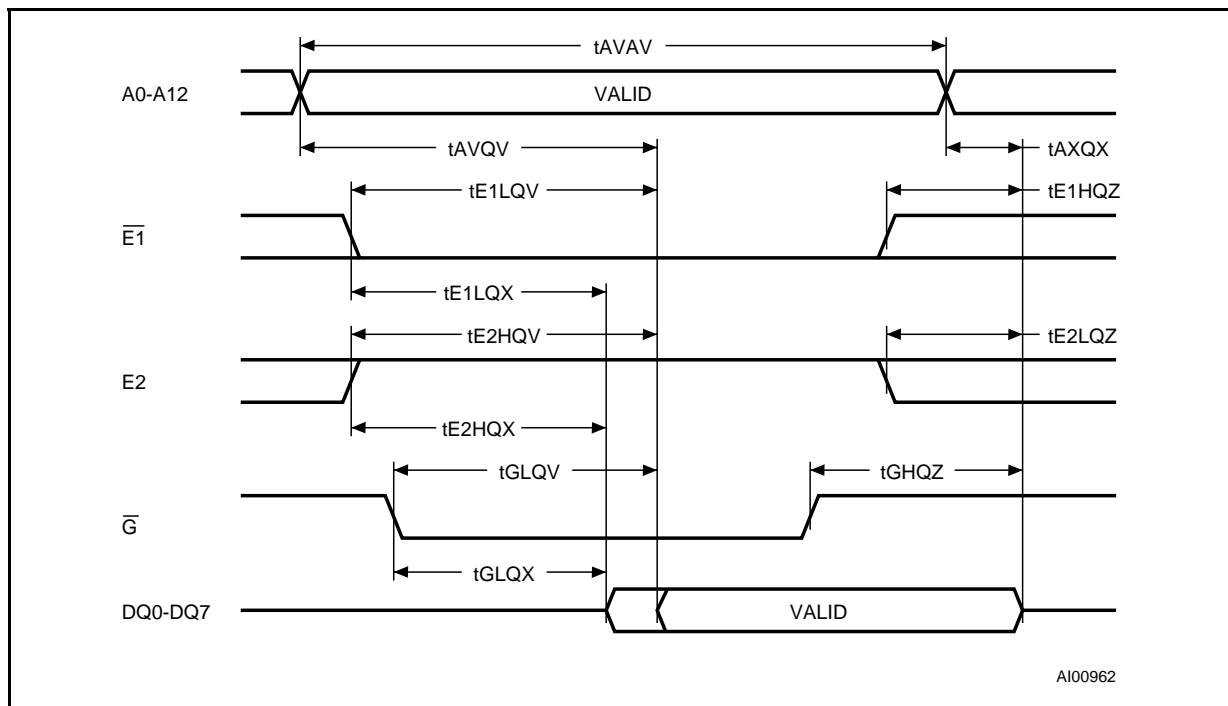 tAVAV
A0-A12
VALID
tAVQV
tAXQX
tE1LQV
tE1HQZ
E1
tE1LQX
tE2HQV
tE2LQZ
E2
tE2HQX
tGLQV
tGHQZ
G
tGLQX
DQ0-DQ7
VALID
AI00962